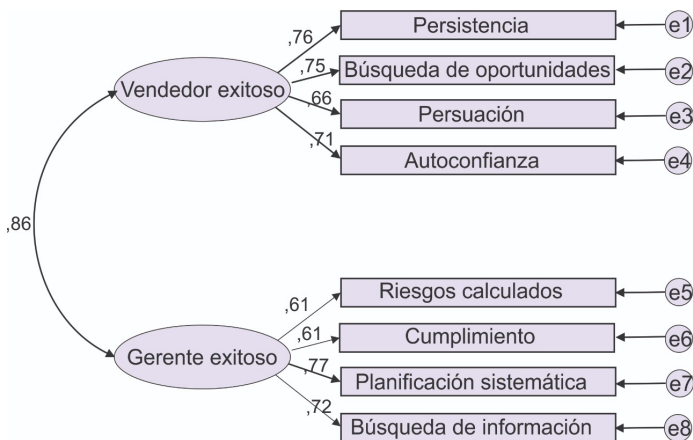 ,76
Persistencia
e1
,75
Búsqueda de oportunidades
e2
Vendedor exitoso
,66
Persuación
e3
,71
Autoconfianza
e4
,86
,61
Riesgos calculados
e5
,61
Cumplimiento
e6
Gerente exitoso
,77
Planificación sistemática
e7
,72
Búsqueda de información
e8